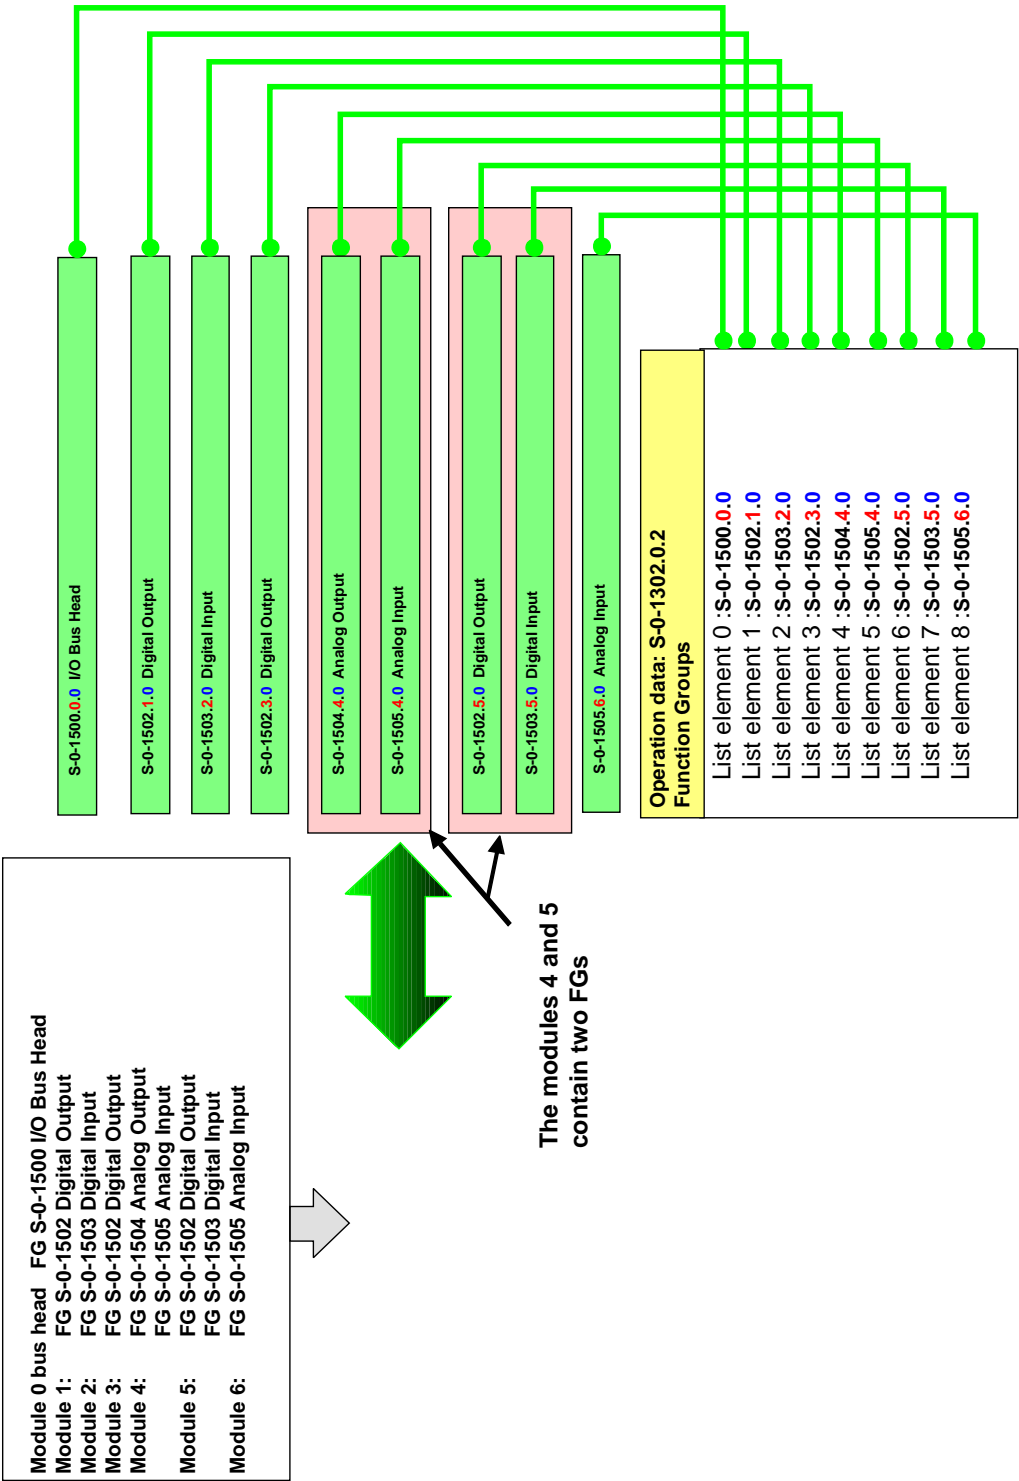 Module 0 bus head FG S-0-1500 I/O Bus Head
Module 1: FG S-0-1502 Digital Output
Module 2: FG S-0-1503 Digital Input
Module 3: FG S-0-1502 Digital Output
Module 4: FG S-0-1504 Analog Output
FG S-0-1505 Analog Input
Module 5: FG S-0-1502 Digital Output
FG S-0-1503 Digital Input
Module 6: FG S-0-1505 Analog Input
S-0-1500.0.0 I/O Bus Head
S-0-1502.1.0 Digital Output
S-0-1503.2.0 Digital Input
S-0-1502.3.0 Digital Output
S-0-1504.4.0 Analog Output
S-0-1505.4.0 Analog Input
S-0-1502.5.0 Digital Output
S-0-1503.5.0 Digital Input
S-0-1505.6.0 Analog Input
The modules 4 and 5
contain two FGs
Operation data: S-0-1302.0.2
Function Groups
List element 0 :S-0-1500.0.0
List element 1 :S-0-1502.1.0
List element 2 :S-0-1503.2.0
List element 3 :S-0-1502.3.0
List element 4 :S-0-1504.4.0
List element 5 :S-0-1505.4.0
List element 6 :S-0-1502.5.0
List element 7 :S-0-1503.5.0
List element 8 :S-0-1505.6.0